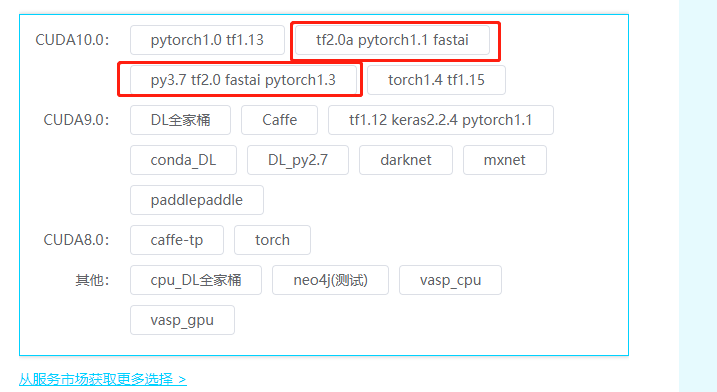 CUDA10.0: pytorch1.0 tf1.13 tf2.0a pytorch1.1 fastai
py3.7 tf2.0 fastai pytorch1.3 torch1.4 tf1.15
CUDA9.0: DL全家桶 Caffe tf1.12 keras2.2.4 pytorch1.1
conda_DL DL_py2.7 darknet mxnet
paddlepaddle
CUDA8.0: caffe-tp torch
其他: cpu_DL全家桶 neo4j(测试) vasp_cpu
vasp_gpu
从服务市场获取更多选择 >